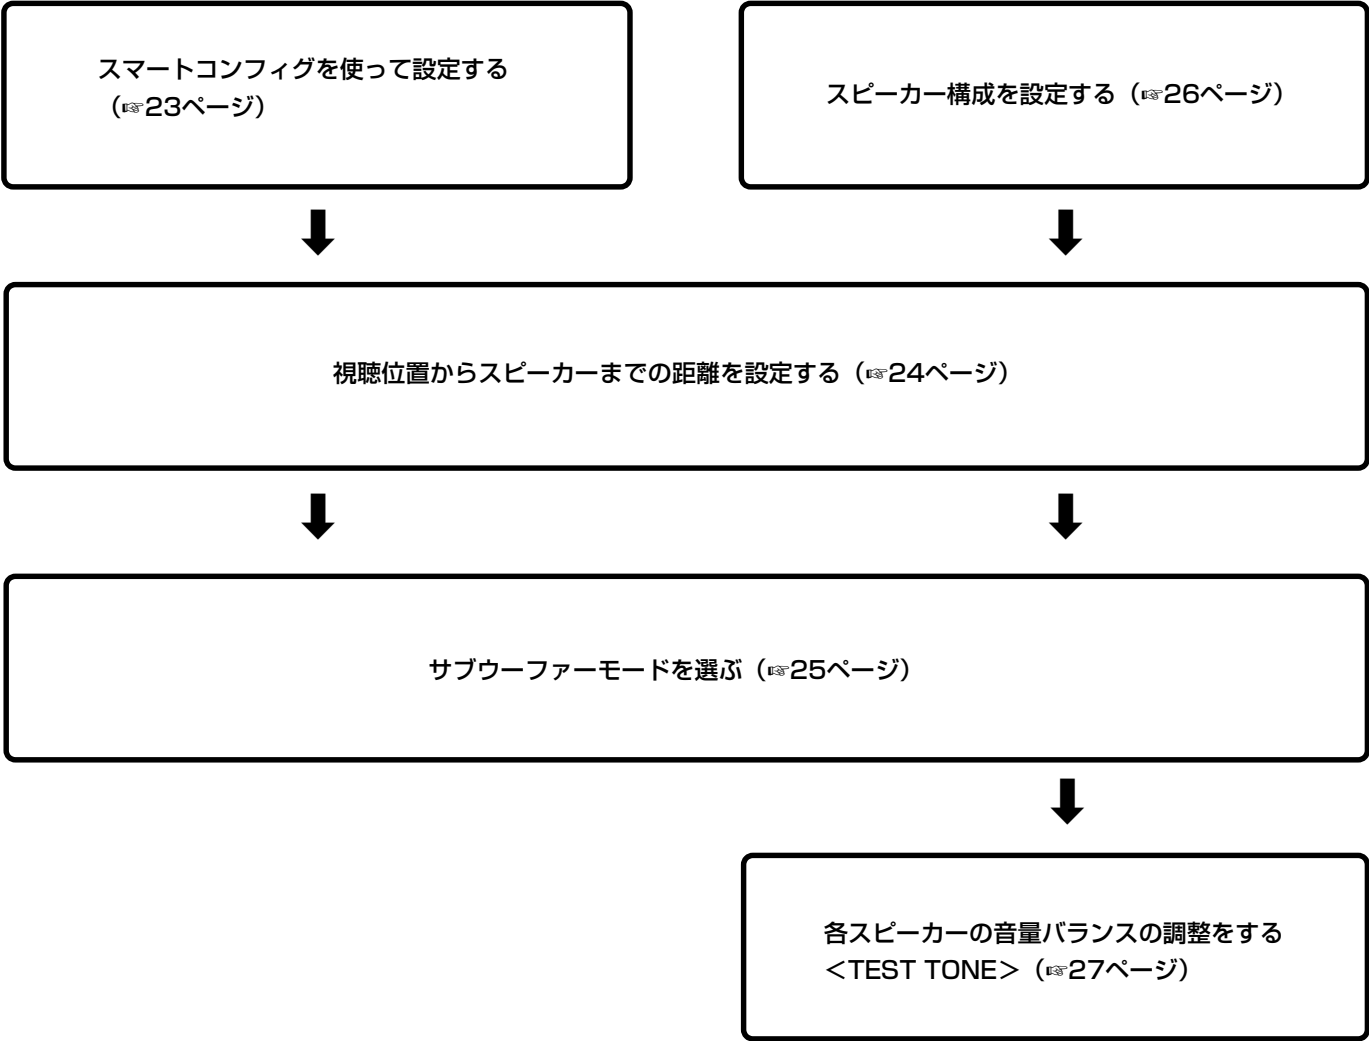 スマートコンフィグを使って設定する
（☞23ページ）
スピーカー構成を設定する（☞26ページ）
視聴位置からスピーカーまでの距離を設定する（☞24ページ）
サブウーファーモードを選ぶ（☞25ページ）
各スピーカーの音量バランスの調整をする
＜TEST TONE＞（☞27ページ）